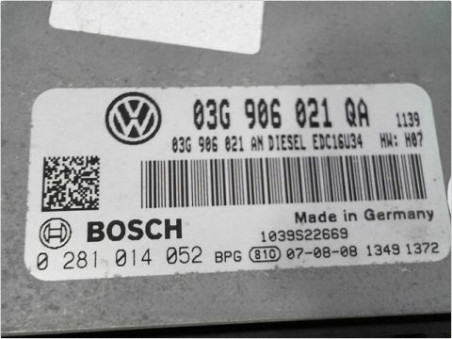 03G 906 021 QA 1139
03G 906 021 AN DIESEL EDC16U34 HW: H07
BOSCH
Made in Germany
1039S22669
0 281 014 052 BPG 810 07-08-08 1349 1372